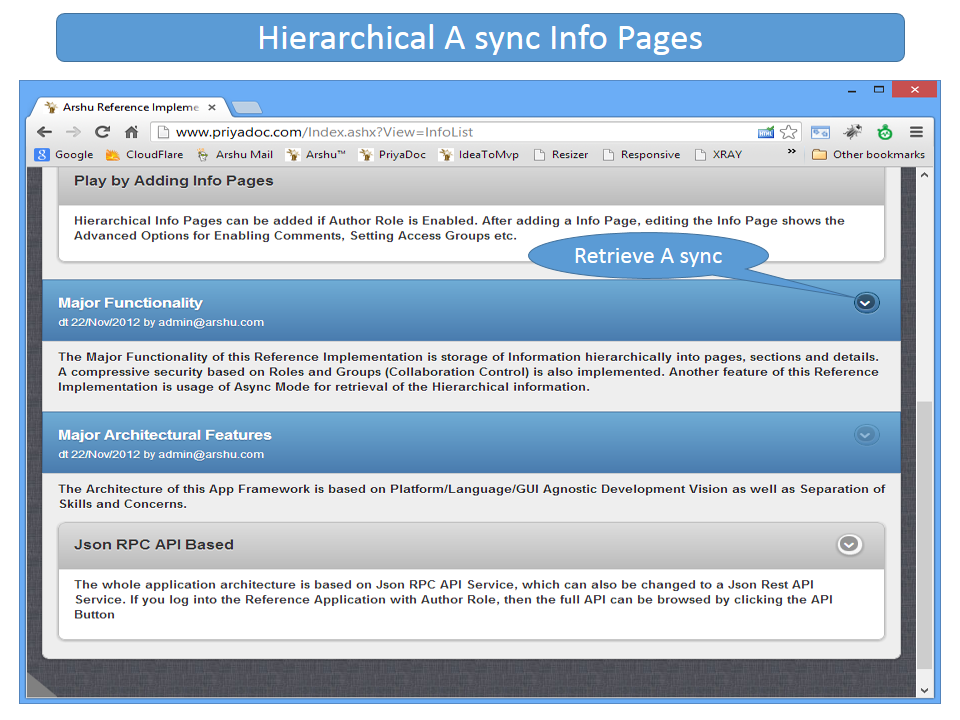 Hierarchical A sync Info Pages
Arshu Reference Impleme
www.priyadoc.com/Index.ashx?View=InfoList
Google CloudFlare Arshu Mail Arshu™ PriyaDoc IdeaToMvp Resizer Responsive XRAY » Other bookmarks
Play by Adding Info Pages
Hierarchical Info Pages can be added if Author Role is Enabled. After adding a Info Page, editing the Info Page shows the
Advanced Options for Enabling Comments, Setting Access Groups etc.
Retrieve A sync
Major Functionality
dt 22/Nov/2012 by admin@arshu.com
The Major Functionality of this Reference Implementation is storage of Information hierarchically into pages, sections and details.
A compressive security based on Roles and Groups (Collaboration Control) is also implemented. Another feature of this Reference
Implementation is usage of Async Mode for retrieval of the Hierarchical information.
Major Architectural Features
dt 22/Nov/2012 by admin@arshu.com
The Architecture of this App Framework is based on Platform/Language/GUI Agnostic Development Vision as well as Separation of
Skills and Concerns.
Json RPC API Based
The whole application architecture is based on Json RPC API Service, which can also be changed to a Json Rest API
Service. If you log into the Reference Application with Author Role, then the full API can be browsed by clicking the API
Button